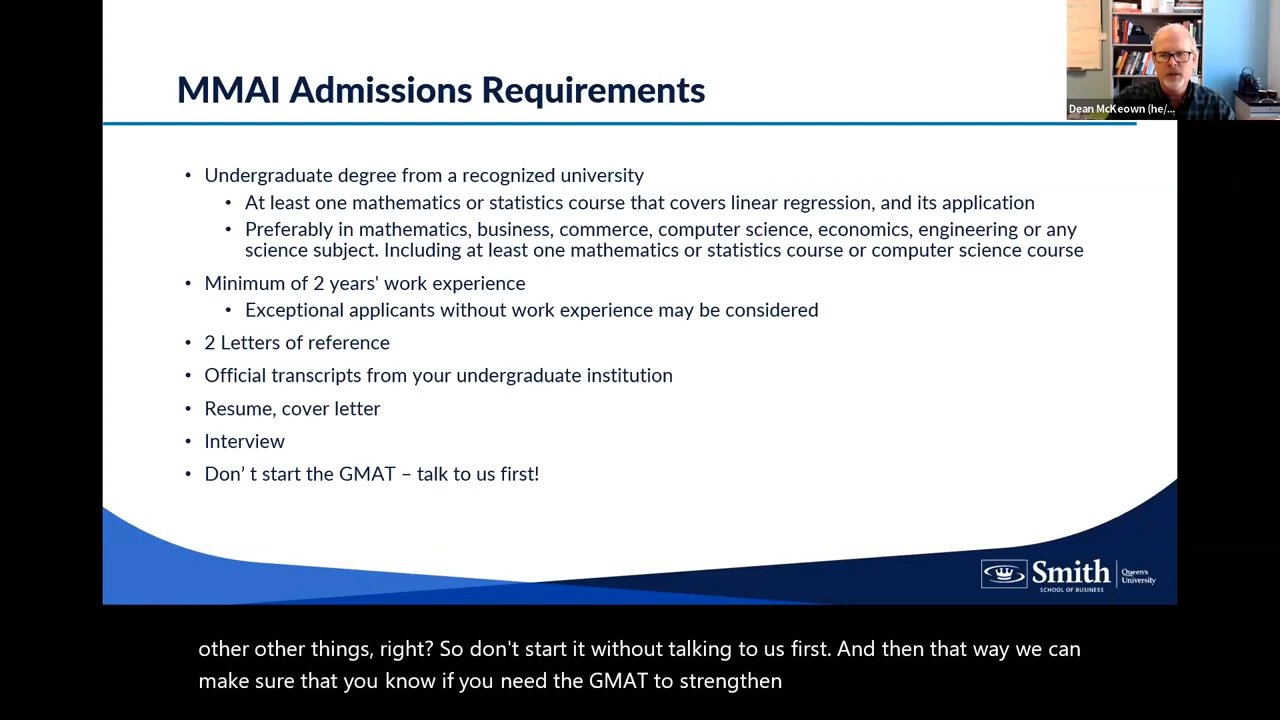 MMAI Admissions Requirements
Dean McKeown (he/...
• Undergraduate degree from a recognized university
• At least one mathematics or statistics course that covers linear regression, and its application
• Preferably in mathematics, business, commerce, computer science, economics, engineering or any
science subject. Including at least one mathematics or statistics course or computer science course
• Minimum of 2 years' work experience
• Exceptional applicants without work experience may be considered
• 2 Letters of reference
• Official transcripts from your undergraduate institution
• Resume, cover letter
• Interview
• Don’ t start the GMAT – talk to us first!
Smith
SCHOOL OF BUSINESS
Queen's
University
other other things, right? So don't start it without talking to us first. And then that way we can
make sure that you know if you need the GMAT to strengthen